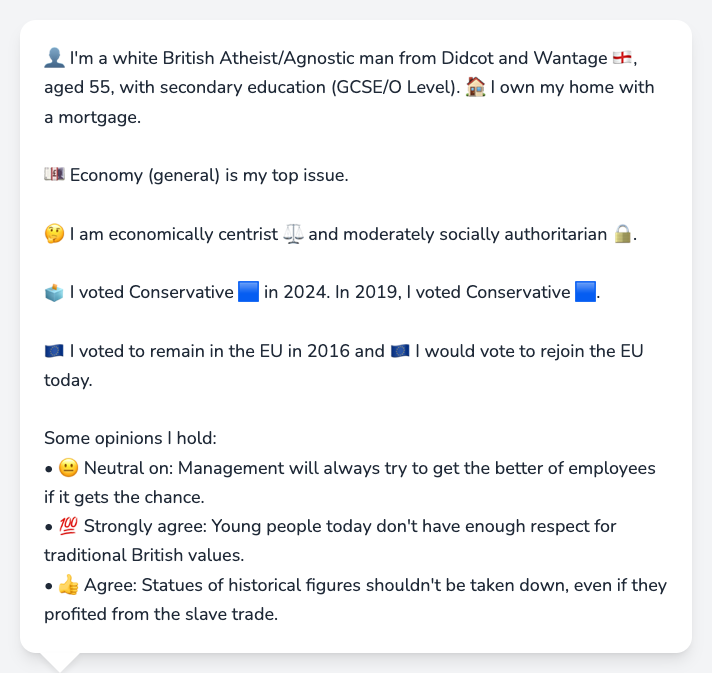 👤 I'm a white British Atheist/Agnostic man from Didcot and Wantage 🏴󠁧󠁢󠁥󠁮󠁧󠁿,
aged 55, with secondary education (GCSE/O Level). 🏠 I own my home with
a mortgage.
💷 Economy (general) is my top issue.
🤔 I am economically centrist ⚖️ and moderately socially authoritarian 🔒.
🗳️ I voted Conservative 🟦 in 2024. In 2019, I voted Conservative 🟦.
🇪🇺 I voted to remain in the EU in 2016 and 🇪🇺 I would vote to rejoin the EU
today.
Some opinions I hold:
• 😐 Neutral on: Management will always try to get the better of employees
if it gets the chance.
• 💯 Strongly agree: Young people today don't have enough respect for
traditional British values.
• 👍 Agree: Statues of historical figures shouldn't be taken down, even if they
profited from the slave trade.